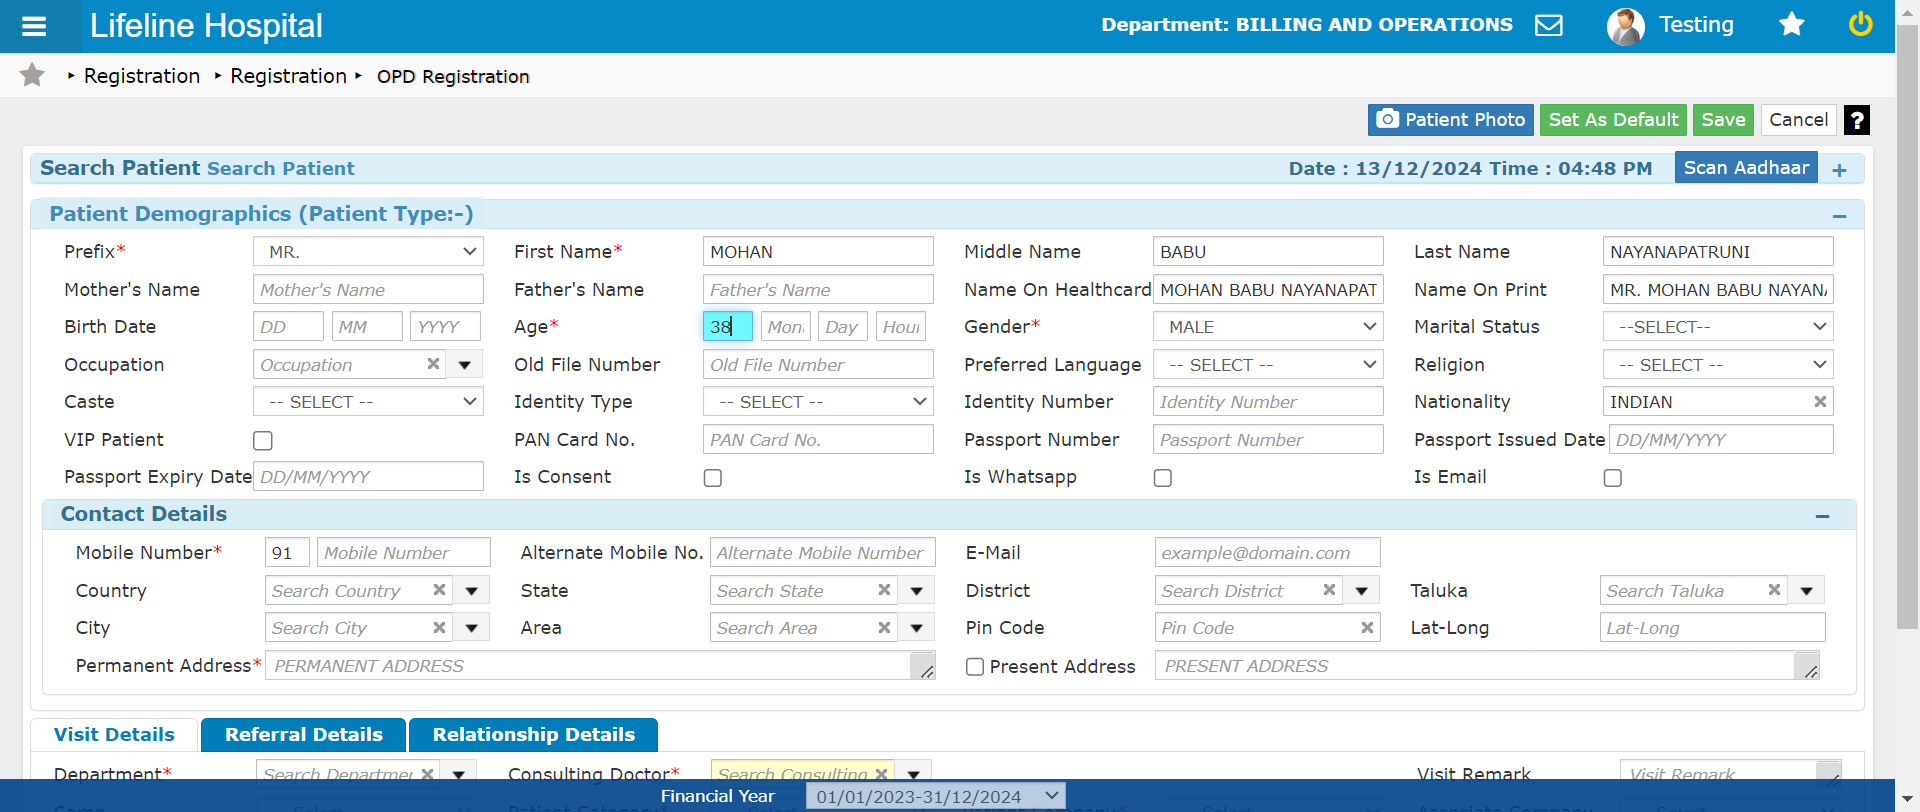 Lifeline Hospital Department: BILLING AND OPERATIONS Testing
Registration Registration OPD Registration
Patient Photo Set As Default Save Cancel ?
Search Patient Search Patient Date : 13/12/2024 Time : 04:48 PM Scan Aadhaar +
Patient Demographics (Patient Type:-) −
Prefix* MR. First Name* MOHAN Middle Name BABU Last Name NAYANAPATRUNI
Mother's Name Mother's Name Father's Name Father's Name Name On Healthcard MOHAN BABU NAYANAPAT Name On Print MR. MOHAN BABU NAYAN
Birth Date DD MM YYYY Age* 38 Mon Day Hour Gender* MALE Marital Status --SELECT--
Occupation Occupation Old File Number Old File Number Preferred Language -- SELECT -- Religion -- SELECT --
Caste -- SELECT -- Identity Type -- SELECT -- Identity Number Identity Number Nationality INDIAN
VIP Patient PAN Card No. PAN Card No. Passport Number Passport Number Passport Issued Date DD/MM/YYYY
Passport Expiry Date DD/MM/YYYY Is Consent Is Whatsapp Is Email
Contact Details −
Mobile Number* 91 Mobile Number Alternate Mobile No. Alternate Mobile Number E-Mail example@domain.com
Country Search Country State Search State District Search District Taluka Search Taluka
City Search City Area Search Area Pin Code Pin Code Lat-Long Lat-Long
Permanent Address* PERMANENT ADDRESS Present Address PRESENT ADDRESS
Visit Details Referral Details Relationship Details
Department* Search Departmen Consulting Doctor* Search Consulting Visit Remark Visit Remark
Financial Year 01/01/2023-31/12/2024